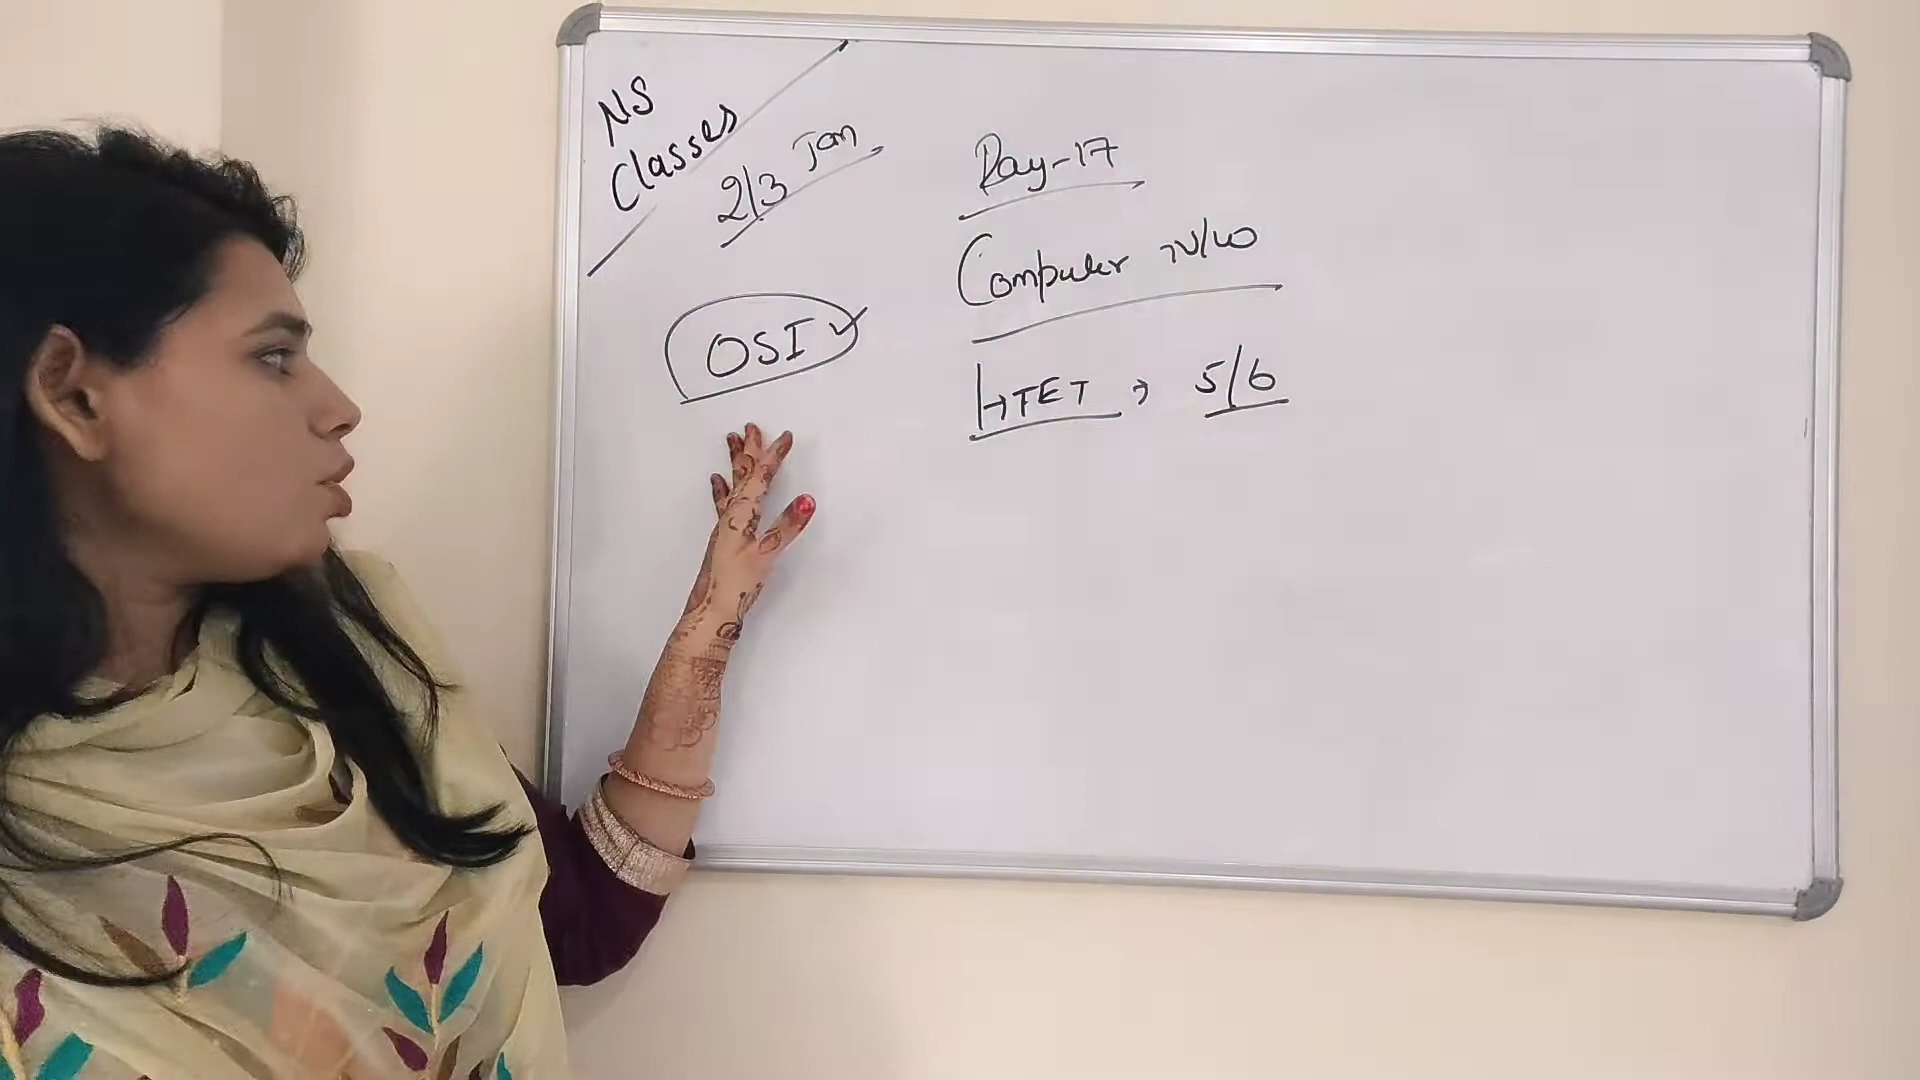 NS
Classes
2/3 Jan
OSI ✓
Day-17
Computer N/w
HTET, 5/6